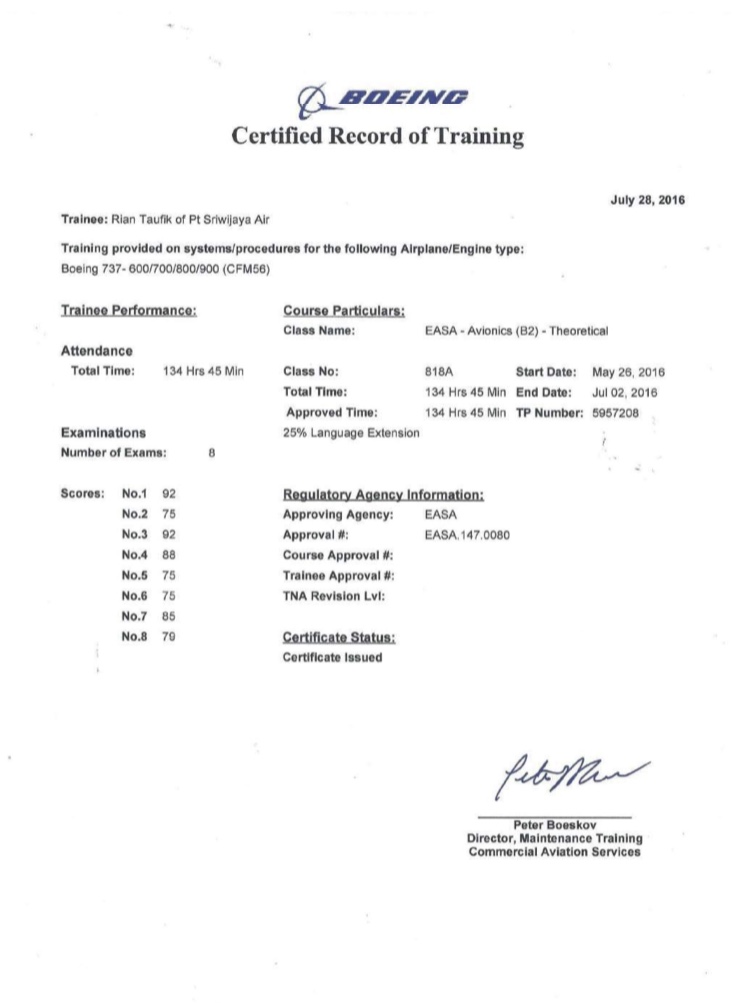 BOEING
Certified Record of Training
July 28, 2016
Trainee: Rian Taufik of Pt Sriwijaya Air
Training provided on systems/procedures for the following Airplane/Engine type:
Boeing 737- 600/700/800/900 (CFM56)
Trainee Performance: Course Particulars:
Class Name: EASA - Avionics (B2) - Theoretical
Attendance
Total Time: 134 Hrs 45 Min Class No: 818A Start Date: May 26, 2016
Total Time: 134 Hrs 45 Min End Date: Jul 02, 2016
Approved Time: 134 Hrs 45 Min TP Number: 5957208
Examinations 25% Language Extension
Number of Exams: 8
Scores: No.1 92 Regulatory Agency Information:
No.2 75 Approving Agency: EASA
No.3 92 Approval #: EASA.147.0080
No.4 88 Course Approval #:
No.5 75 Trainee Approval #:
No.6 75 TNA Revision Lvl:
No.7 85
No.8 79 Certificate Status:
Certificate Issued
Peter Boeskov
Director, Maintenance Training
Commercial Aviation Services